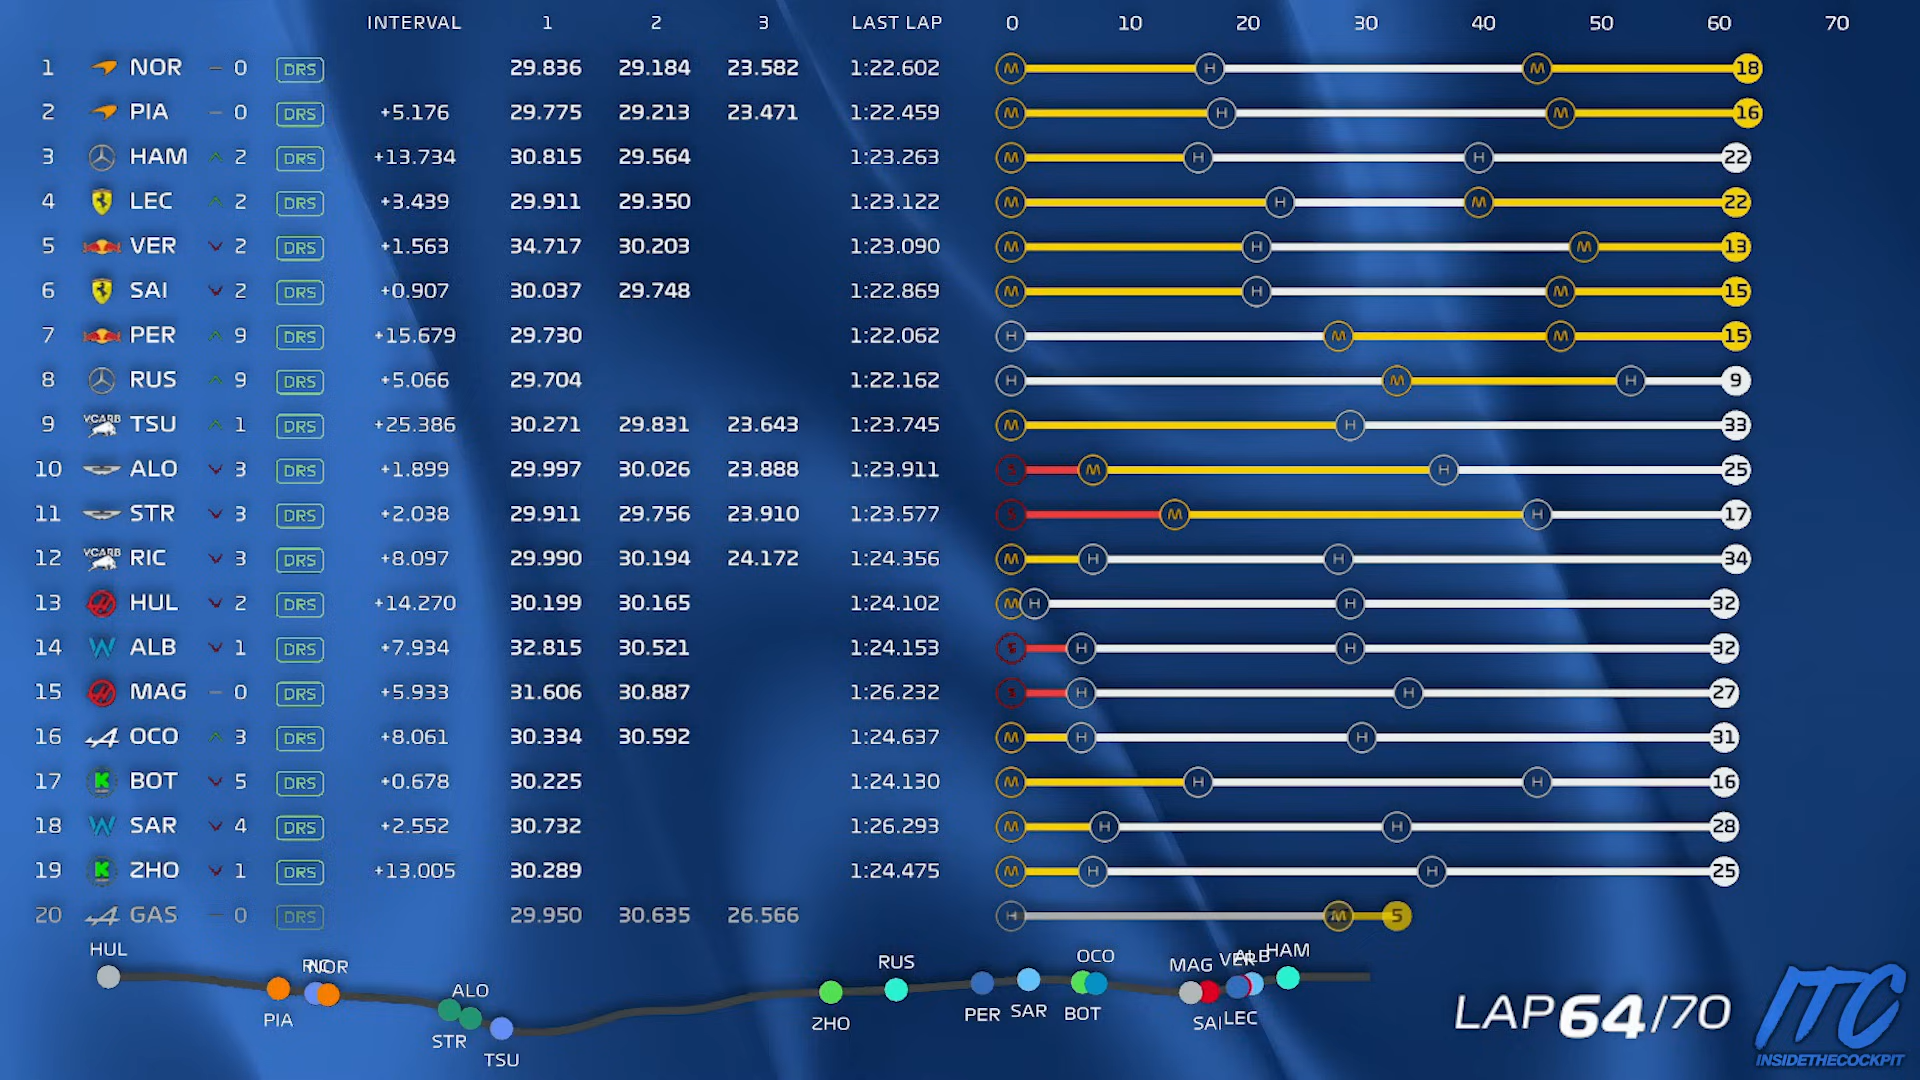 INTERVAL 1 2 3 LAST LAP 0 10 20 30 40 50 60 70
1 NOR 0 DRS 29.836 29.184 23.582 1:22.602 M H M 18
2 PIA 0 DRS +5.176 29.775 29.213 23.471 1:22.459 M H M 16
3 HAM 2 DRS +13.734 30.815 29.564 1:23.263 M H H 22
4 LEC 2 DRS +3.439 29.911 29.350 1:23.122 M H M 22
5 VER 2 DRS +1.563 34.717 30.203 1:23.090 M H M 13
6 SAI 2 DRS +0.907 30.037 29.748 1:22.869 M H M 15
7 PER 9 DRS +15.679 29.730 1:22.062 H M M 15
8 RUS 9 DRS +5.066 29.704 1:22.162 H M H 9
9 VCARB TSU 1 DRS +25.386 30.271 29.831 23.643 1:23.745 M H 33
10 ALO 3 DRS +1.899 29.997 30.026 23.888 1:23.911 S M H 25
11 STR 3 DRS +2.038 29.911 29.756 23.910 1:23.577 S M H 17
12 VCARB RIC 3 DRS +8.097 29.990 30.194 24.172 1:24.356 M H H 34
13 HUL 2 DRS +14.270 30.199 30.165 1:24.102 M H H 32
14 W ALB 1 DRS +7.934 32.815 30.521 1:24.153 S H H 32
15 MAG 0 DRS +5.933 31.606 30.887 1:26.232 S H H 27
16 OCO 3 DRS +8.061 30.334 30.592 1:24.637 M H H 31
17 K BOT 5 DRS +0.678 30.225 1:24.130 M H H 16
18 W SAR 4 DRS +2.552 30.732 1:26.293 M H H 28
19 K ZHO 1 DRS +13.005 30.289 1:24.475 M H H 25
20 GAS 0 DRS 29.950 30.635 26.566 H M 5
HUL RIC NOR RUS OCO MAG VER ALB HAM
PIA ALO STR TSU ZHO PER SAR BOT SAI LEC
LAP 64/70
ITC
INSIDETHECOCKPIT